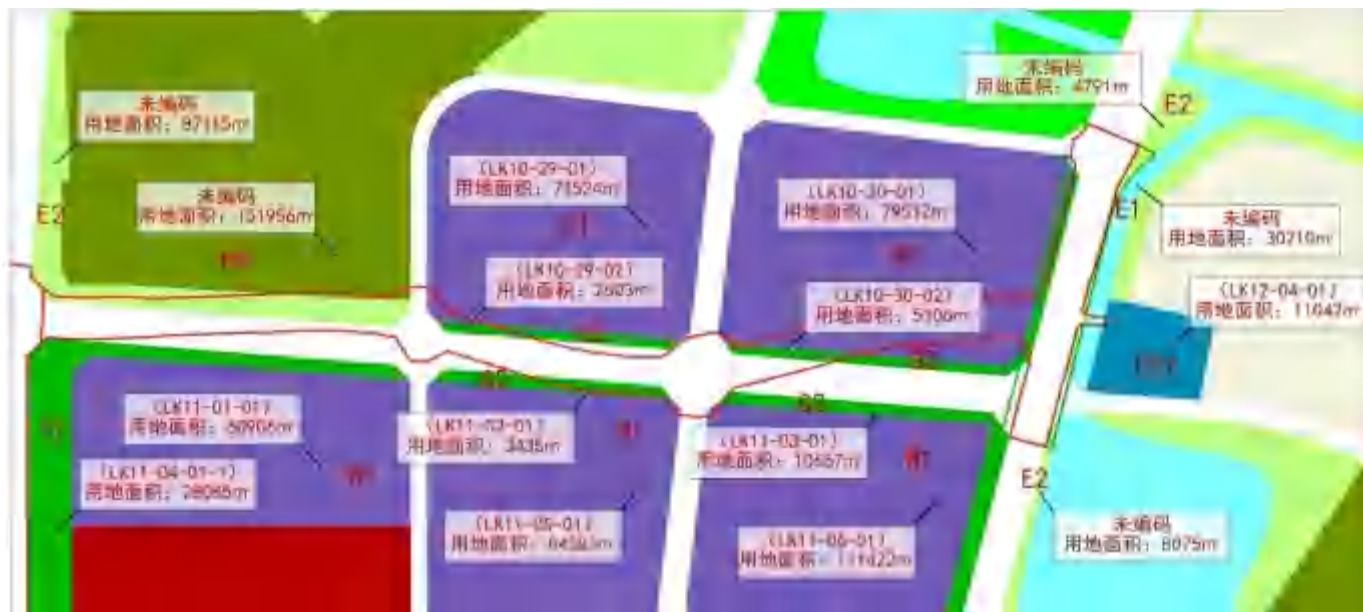 未编码
用地面积：4791㎡
E2
未编码
用地面积：87115㎡
(LK10-29-01)
用地面积：71524㎡
(LK10-30-01)
用地面积：79512㎡
未编码
用地面积：151956㎡
E2
E1
未编码
用地面积：30710㎡
(LK10-29-02)
用地面积：2603㎡
(LK10-30-02)
用地面积：5106㎡
(LK12-04-01)
用地面积：11047㎡
(LK11-01-01)
用地面积：60906㎡
(LK11-02-01)
用地面积：3435㎡
(LK11-03-01)
用地面积：10667㎡
(LK11-04-01-1)
用地面积：28065㎡
E2
(LK11-05-01)
用地面积：
(LK11-06-01)
用地面积：111422㎡
未编码
用地面积：8075㎡